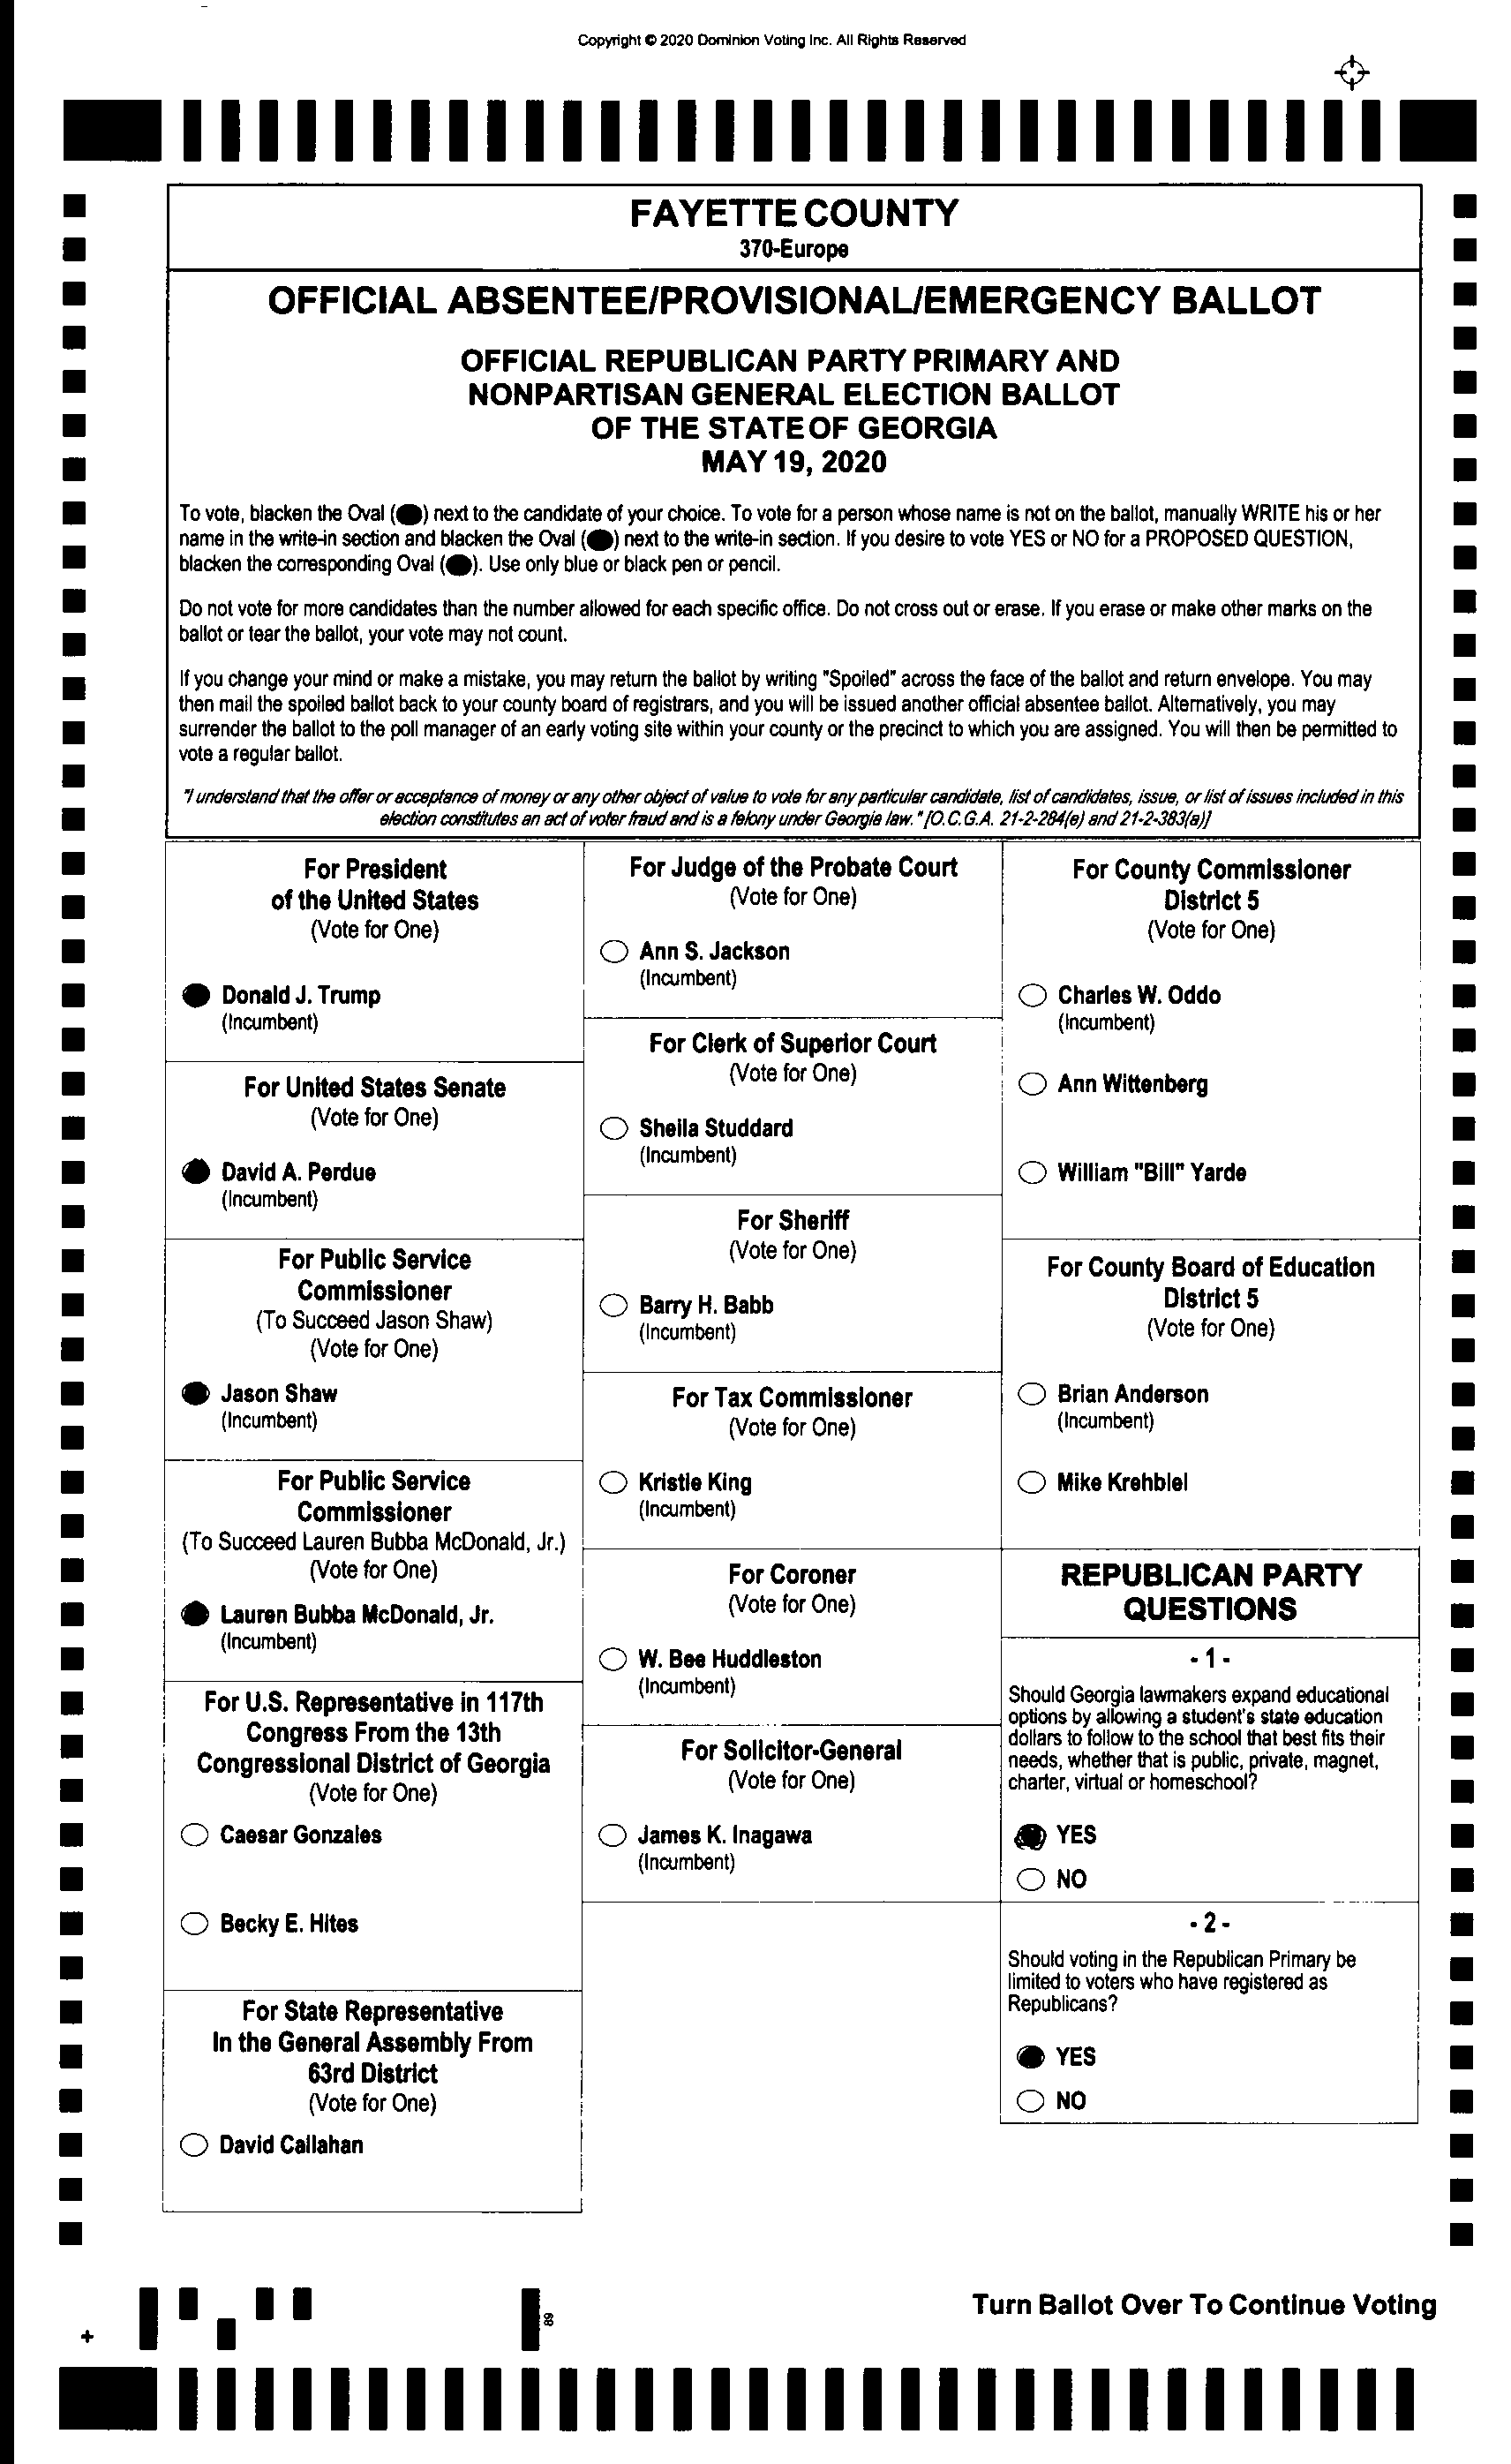 Copyright © 2020 Dominion Voting Inc. All Rights Reserved
FAYETTE COUNTY
370-Europe
OFFICIAL ABSENTEE/PROVISIONAL/EMERGENCY BALLOT
OFFICIAL REPUBLICAN PARTY PRIMARY AND
NONPARTISAN GENERAL ELECTION BALLOT
OF THE STATE OF GEORGIA
MAY 19, 2020
To vote, blacken the Oval ( ) next to the candidate of your choice. To vote for a person whose name is not on the ballot, manually WRITE his or her
name in the write-in section and blacken the Oval ( ) next to the write-in section. If you desire to vote YES or NO for a PROPOSED QUESTION,
blacken the corresponding Oval ( ). Use only blue or black pen or pencil.
Do not vote for more candidates than the number allowed for each specific office. Do not cross out or erase. If you erase or make other marks on the
ballot or tear the ballot, your vote may not count.
If you change your mind or make a mistake, you may return the ballot by writing "Spoiled" across the face of the ballot and return envelope. You may
then mail the spoiled ballot back to your county board of registrars, and you will be issued another official absentee ballot. Alternatively, you may
surrender the ballot to the poll manager of an early voting site within your county or the precinct to which you are assigned. You will then be permitted to
vote a regular ballot.
"I understand that the offer or acceptance of money or any other object of value to vote for any particular candidate, list of candidates, issue, or list of issues included in this
election constitutes an act of voter fraud and is a felony under Georgia law." [O.C.G.A. 21-2-284(e) and 21-2-383(a)]
For President
of the United States
(Vote for One)
Donald J. Trump
(Incumbent)
For United States Senate
(Vote for One)
David A. Perdue
(Incumbent)
For Public Service
Commissioner
(To Succeed Jason Shaw)
(Vote for One)
Jason Shaw
(Incumbent)
For Public Service
Commissioner
(To Succeed Lauren Bubba McDonald, Jr.)
(Vote for One)
Lauren Bubba McDonald, Jr.
(Incumbent)
For U.S. Representative in 117th
Congress From the 13th
Congressional District of Georgia
(Vote for One)
Caesar Gonzales
Becky E. Hites
For State Representative
In the General Assembly From
63rd District
(Vote for One)
David Callahan
For Judge of the Probate Court
(Vote for One)
Ann S. Jackson
(Incumbent)
For Clerk of Superior Court
(Vote for One)
Sheila Studdard
(Incumbent)
For Sheriff
(Vote for One)
Barry H. Babb
(Incumbent)
For Tax Commissioner
(Vote for One)
Kristie King
(Incumbent)
For Coroner
(Vote for One)
W. Bee Huddleston
(Incumbent)
For Solicitor-General
(Vote for One)
James K. Inagawa
(Incumbent)
For County Commissioner
District 5
(Vote for One)
Charles W. Oddo
(Incumbent)
Ann Wittenberg
William "Bill" Yarde
For County Board of Education
District 5
(Vote for One)
Brian Anderson
(Incumbent)
Mike Krehbiel
REPUBLICAN PARTY
QUESTIONS
- 1 -
Should Georgia lawmakers expand educational
options by allowing a student's state education
dollars to follow to the school that best fits their
needs, whether that is public, private, magnet,
charter, virtual or homeschool?
YES
NO
- 2 -
Should voting in the Republican Primary be
limited to voters who have registered as
Republicans?
YES
NO
Turn Ballot Over To Continue Voting
89